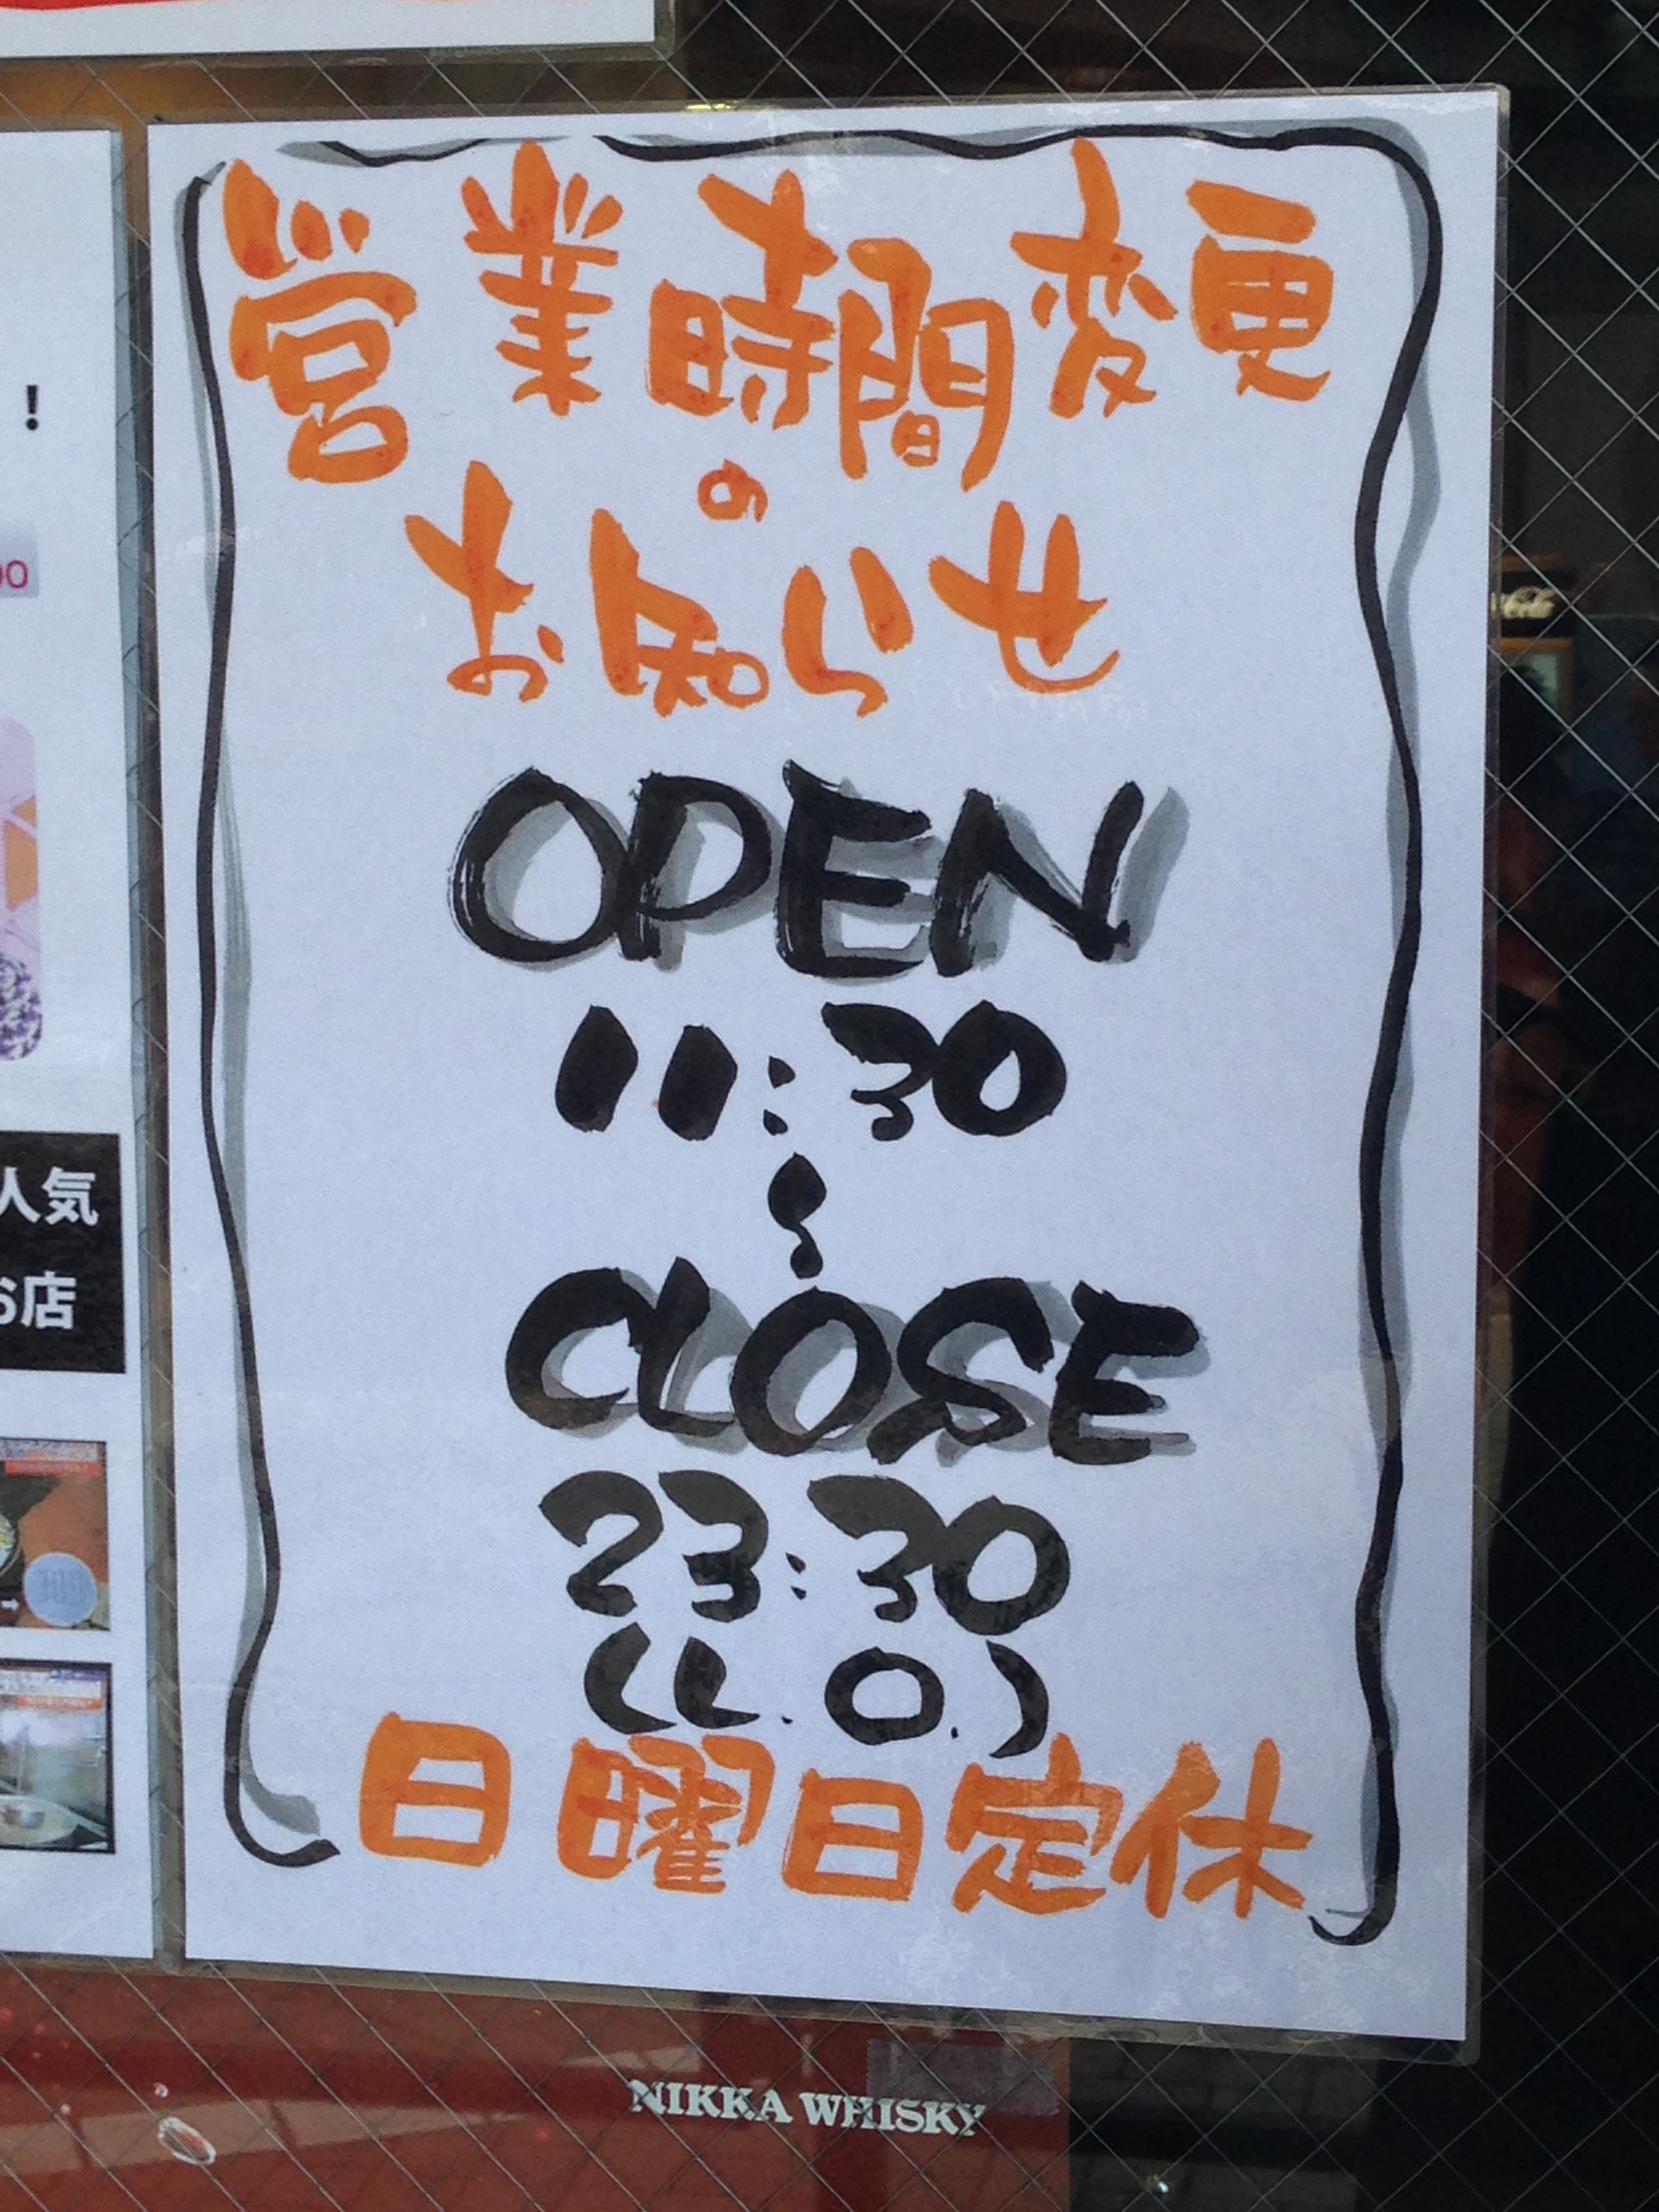 営業時間変更
の
お知らせ
OPEN
11:30
〜
CLOSE
23:30
(L.O.)
日曜日定休
!
00
人気
お店
NIKKA WHISKY